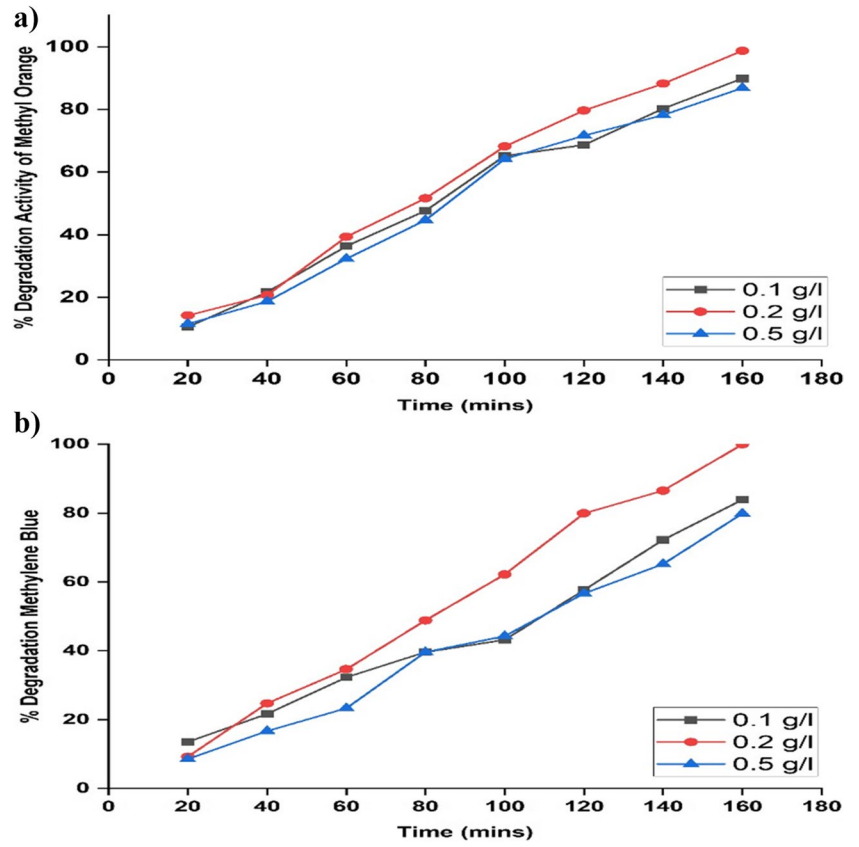 a)
% Degradation Activity of Methyl Orange
100
80
60
40
20
0
0 20 40 60 80 100 120 140 160 180
Time (mins)
0.1 g/l
0.2 g/l
0.5 g/l
b)
% Degradation Methylene Blue
100
80
60
40
20
0
0 20 40 60 80 100 120 140 160 180
Time (mins)
0.1 g/l
0.2 g/l
0.5 g/l